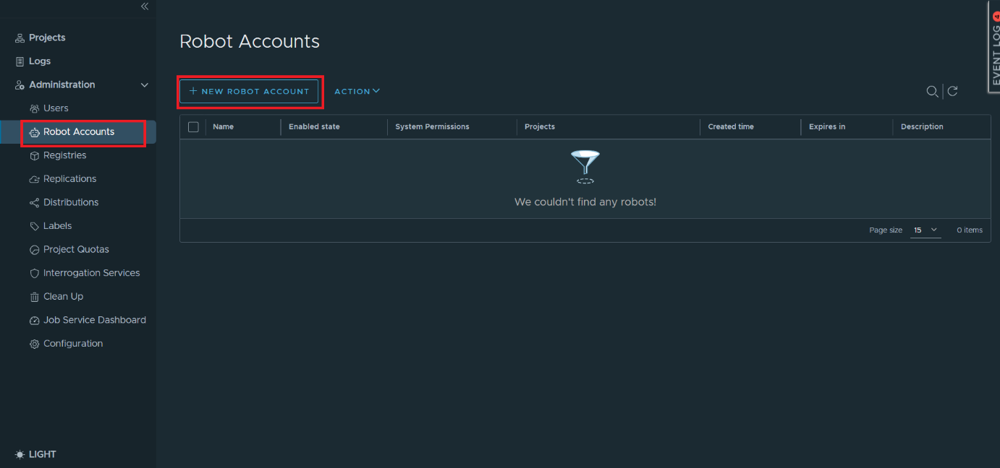 Projects
Logs
Administration
Users
Robot Accounts
Registries
Replications
Distributions
Labels
Project Quotas
Interrogation Services
Clean Up
Job Service Dashboard
Configuration
LIGHT
Robot Accounts
+ NEW ROBOT ACCOUNT ACTION
Name Enabled state System Permissions Projects Created time Expires in Description
We couldn't find any robots!
Page size 15 0 items
EVENT LOG 4